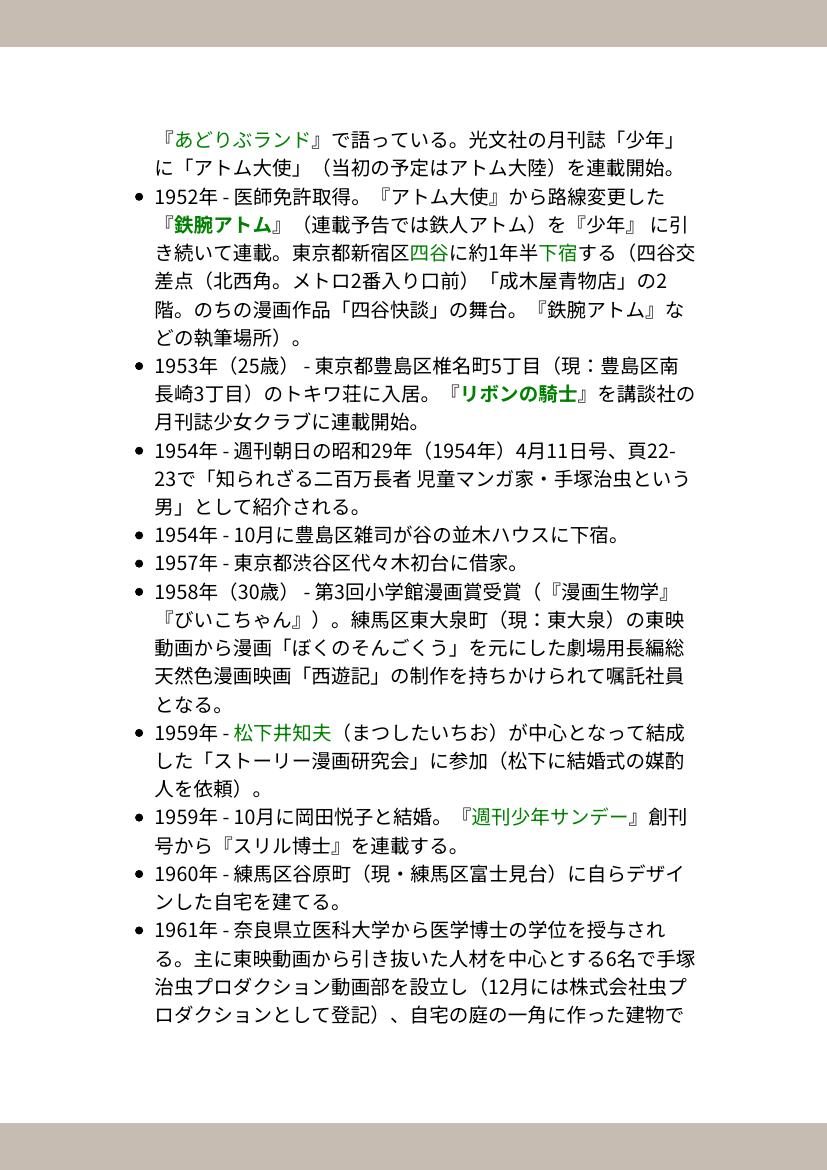 『あどりぶランド』で語っている。光文社の月刊誌「少年」
に「アトム大使」（当初の予定はアトム大陸）を連載開始。
• 1952年 - 医師免許取得。『アトム大使』から路線変更した
『鉄腕アトム』（連載予告では鉄人アトム）を『少年』 に引
き続いて連載。東京都新宿区四谷に約1年半下宿する（四谷交
差点（北西角。メトロ2番入り口前）「成木屋青物店」の2
階。のちの漫画作品「四谷快談」の舞台。『鉄腕アトム』な
どの執筆場所）。
• 1953年（25歳） - 東京都豊島区椎名町5丁目（現：豊島区南
長崎3丁目）のトキワ荘に入居。『リボンの騎士』を講談社の
月刊誌少女クラブに連載開始。
• 1954年 - 週刊朝日の昭和29年（1954年）4月11日号、頁22-
23で「知られざる二百万長者 児童マンガ家・手塚治虫という
男」として紹介される。
• 1954年 - 10月に豊島区雑司が谷の並木ハウスに下宿。
• 1957年 - 東京都渋谷区代々木初台に借家。
• 1958年（30歳） - 第3回小学館漫画賞受賞（『漫画生物学』
『びいこちゃん』）。練馬区東大泉町（現：東大泉）の東映
動画から漫画「ぼくのそんごくう」を元にした劇場用長編総
天然色漫画映画「西遊記」の制作を持ちかけられて嘱託社員
となる。
• 1959年 - 松下井知夫（まつしたいちお）が中心となって結成
した「ストーリー漫画研究会」に参加（松下に結婚式の媒酌
人を依頼）。
• 1959年 - 10月に岡田悦子と結婚。『週刊少年サンデー』創刊
号から『スリル博士』を連載する。
• 1960年 - 練馬区谷原町（現・練馬区富士見台）に自らデザイ
ンした自宅を建てる。
• 1961年 - 奈良県立医科大学から医学博士の学位を授与され
る。主に東映動画から引き抜いた人材を中心とする6名で手塚
治虫プロダクション動画部を設立し（12月には株式会社虫プ
ロダクションとして登記）、自宅の庭の一角に作った建物で